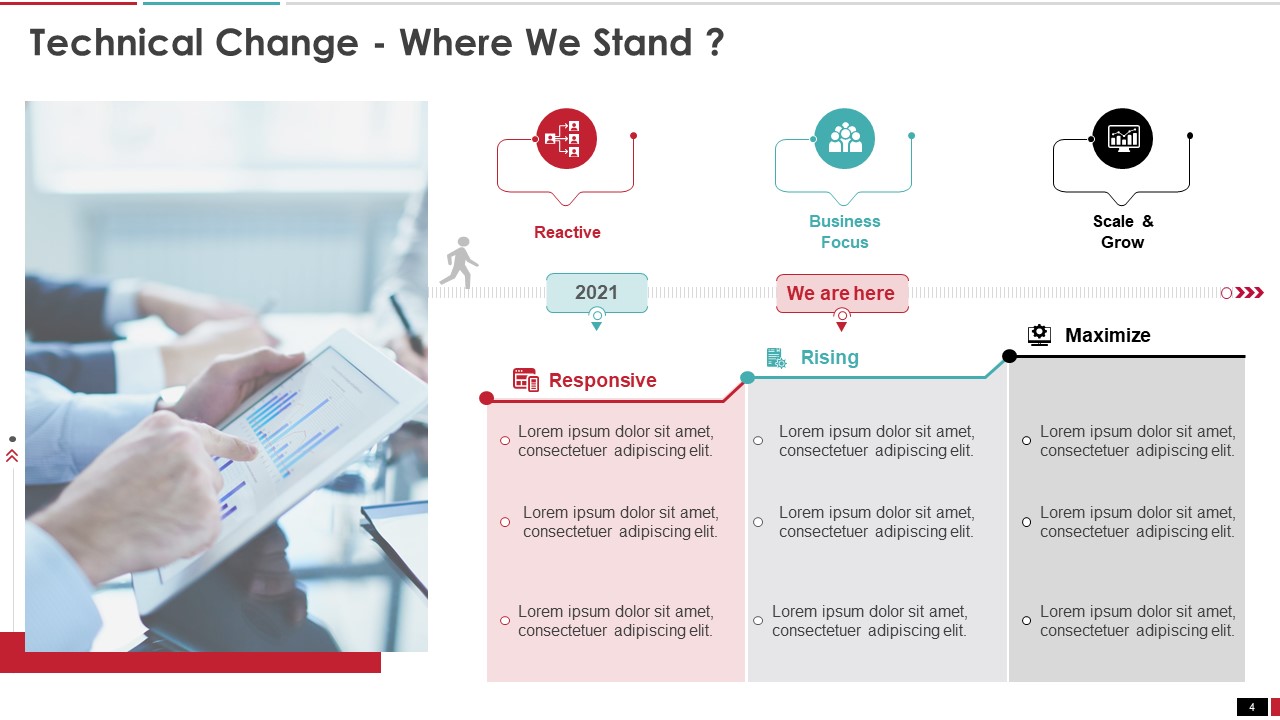 Technical Change - Where We Stand ?
Reactive
Business
Focus
Scale &
Grow
2021
We are here
Responsive
Rising
Maximize
Lorem ipsum dolor sit amet,
consectetuer adipiscing elit.
Lorem ipsum dolor sit amet,
consectetuer adipiscing elit.
Lorem ipsum dolor sit amet,
consectetuer adipiscing elit.
Lorem ipsum dolor sit amet,
consectetuer adipiscing elit.
Lorem ipsum dolor sit amet,
consectetuer adipiscing elit.
Lorem ipsum dolor sit amet,
consectetuer adipiscing elit.
Lorem ipsum dolor sit amet,
consectetuer adipiscing elit.
Lorem ipsum dolor sit amet,
consectetuer adipiscing elit.
Lorem ipsum dolor sit amet,
consectetuer adipiscing elit.
4